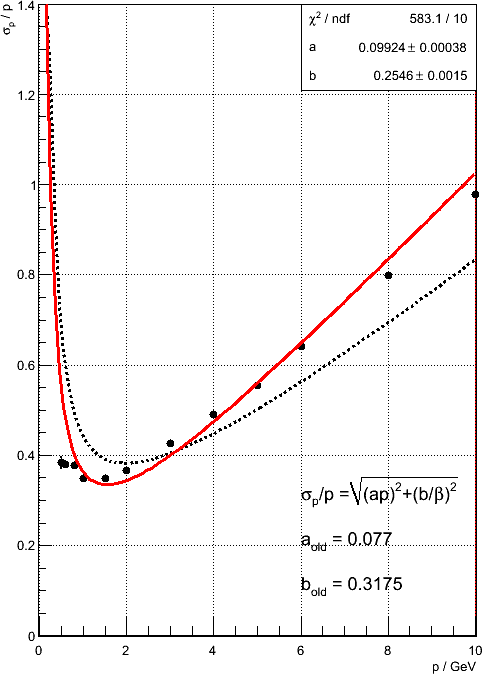 σp / p
1.4
1.2
1
0.8
0.6
0.4
0.2
0
χ² / ndf 583.1 / 10
a 0.09924 ± 0.00038
b 0.2546 ± 0.0015
σp/p =√(ap)²+(b/β)²
aold = 0.077
bold = 0.3175
0 2 4 6 8 10
p / GeV